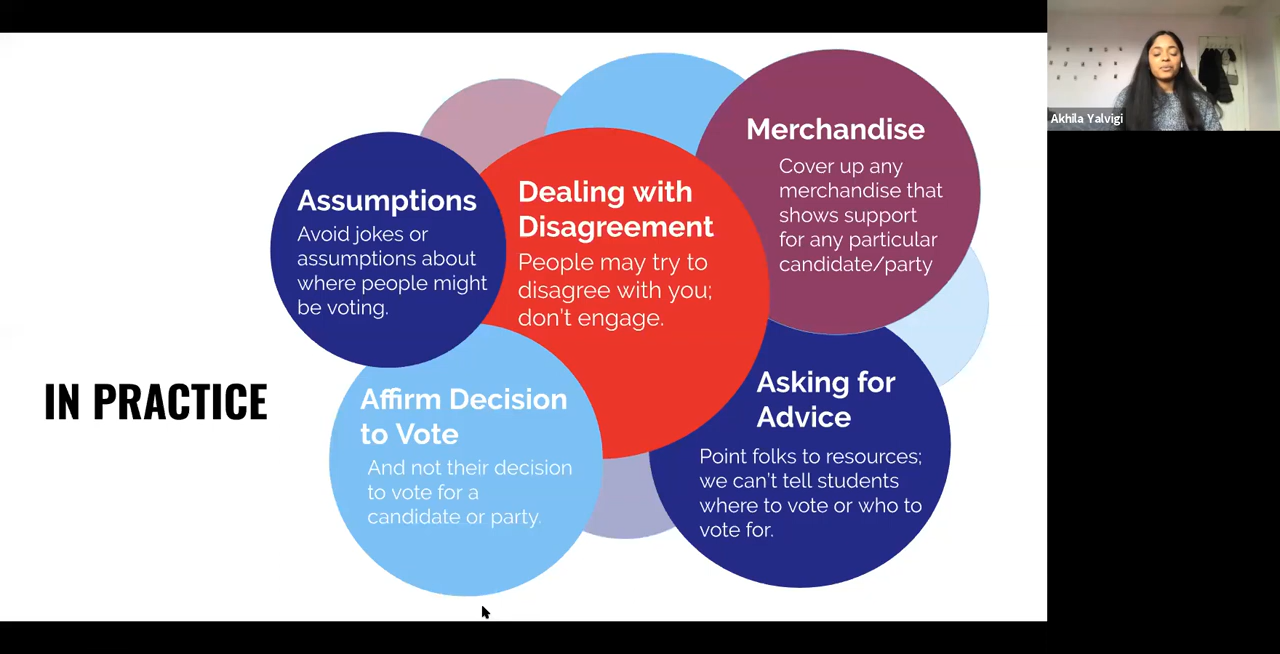 IN PRACTICE
Assumptions
Avoid jokes or
assumptions about
where people might
be voting.
Dealing with
Disagreement
People may try to
disagree with you;
don't engage.
Merchandise
Cover up any
merchandise that
shows support
for any particular
candidate/party
Affirm Decision
to Vote
And not their decision
to vote for a
candidate or party.
Asking for
Advice
Point folks to resources;
we can't tell students
where to vote or who to
vote for.
Akhila Yalvigi